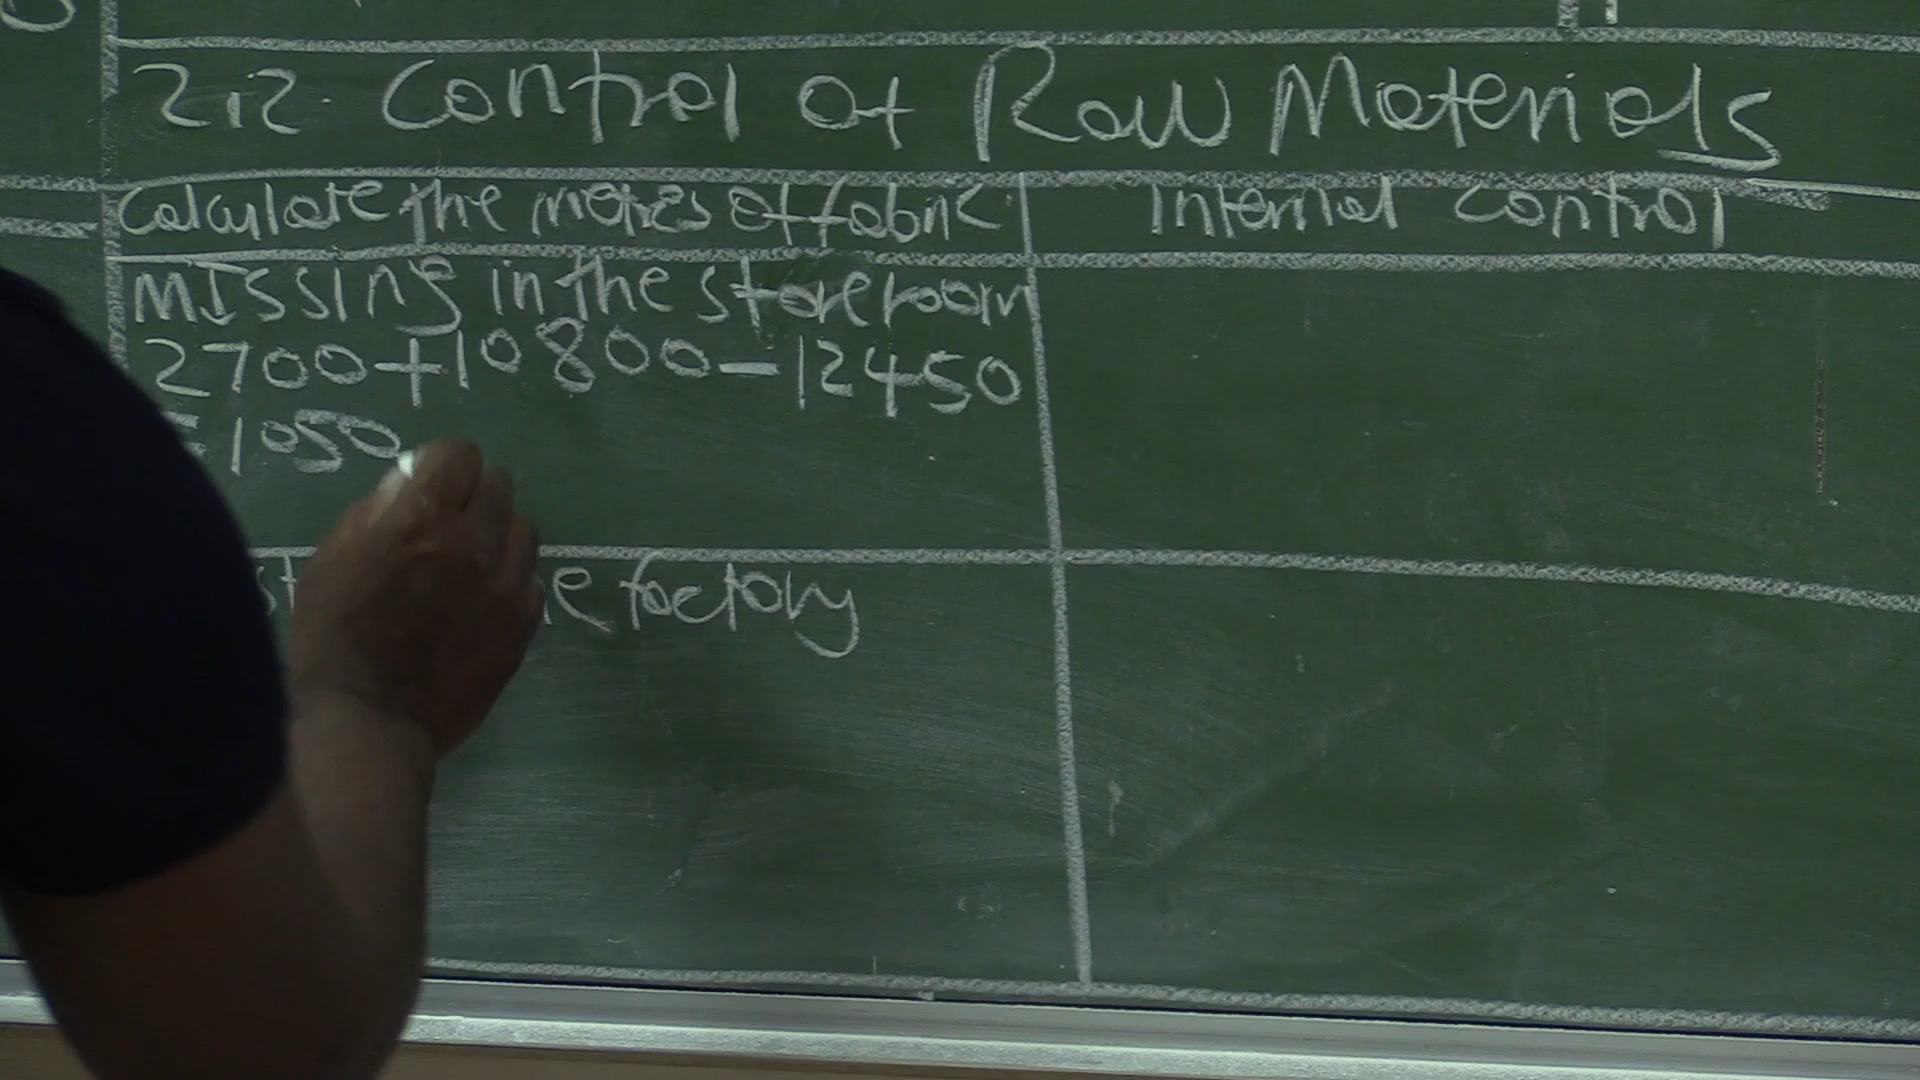 2.2. Control of Raw Materials
Calculate the metres of fabric
Internal control
Missing in the storeroom
2700+10800-12450
=1050
factory